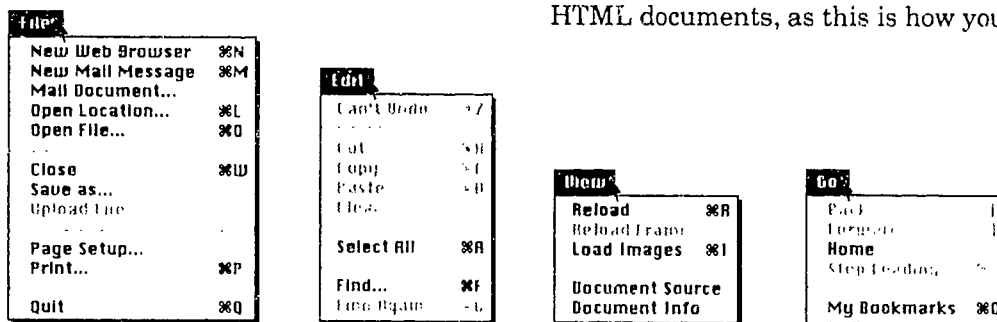 HTML documents, as this is how you
File
New Web Browser ⌘N
New Mail Message ⌘M
Mail Document...
Open Location... ⌘L
Open File... ⌘O
Close ⌘W
Save as...
Upload File
Page Setup...
Print... ⌘P
Quit ⌘Q
Edit
Can't Undo
Cut
Copy
Paste
Clear
Select All ⌘A
Find... ⌘F
Find Again
View
Reload ⌘R
Reload Frame
Load Images ⌘I
Document Source
Document Info
Go
Back
Forward
Home
Stop Loading
My Bookmarks